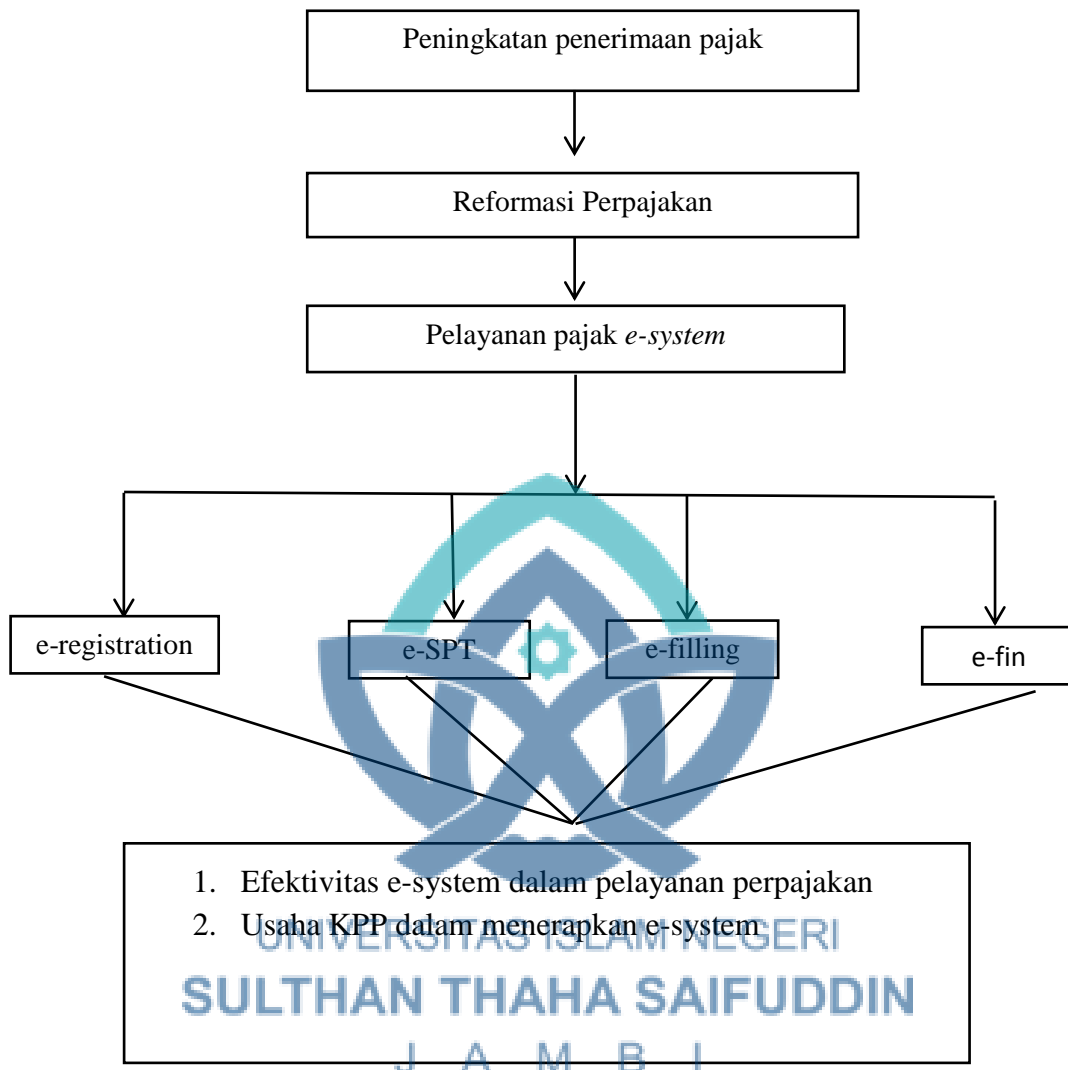 Peningkatan penerimaan pajak
Reformasi Perpajakan
Pelayanan pajak e-system
e-registration
e-SPT
e-filling
e-fin
1. Efektivitas e-system dalam pelayanan perpajakan
2. Usaha KPP dalam menerapkan e-system
UNIVERSITAS ISLAM NEGERI
SULTHAN THAHA SAIFUDDIN
J A M B I